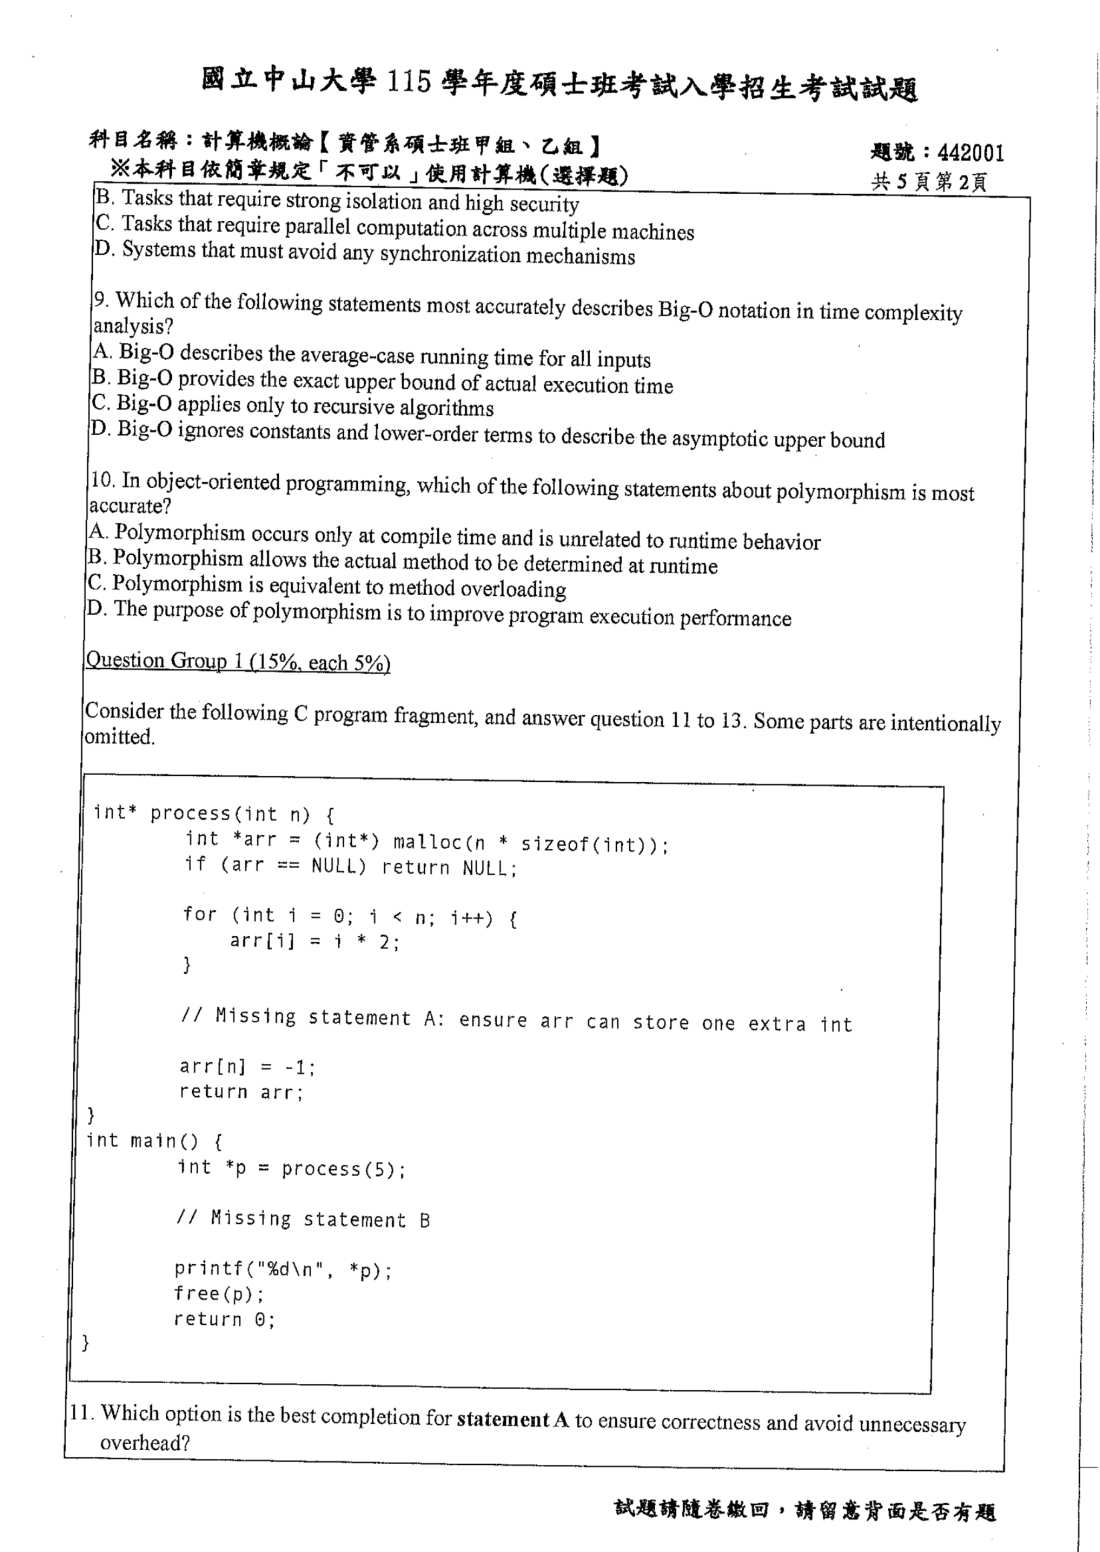 國立中山大學 115 學年度碩士班考試入學招生考試試題
科目名稱：計算機概論【資管系碩士班甲組、乙組】
題號：442001
※本科目依簡章規定「不可以」使用計算機(選擇題)
共 5 頁第 2頁
B. Tasks that require strong isolation and high security
C. Tasks that require parallel computation across multiple machines
D. Systems that must avoid any synchronization mechanisms
9. Which of the following statements most accurately describes Big-O notation in time complexity
analysis?
A. Big-O describes the average-case running time for all inputs
B. Big-O provides the exact upper bound of actual execution time
C. Big-O applies only to recursive algorithms
D. Big-O ignores constants and lower-order terms to describe the asymptotic upper bound
10. In object-oriented programming, which of the following statements about polymorphism is most
accurate?
A. Polymorphism occurs only at compile time and is unrelated to runtime behavior
B. Polymorphism allows the actual method to be determined at runtime
C. Polymorphism is equivalent to method overloading
D. The purpose of polymorphism is to improve program execution performance
Question Group 1 (15%, each 5%)
Consider the following C program fragment, and answer question 11 to 13. Some parts are intentionally
omitted.
int* process(int n) {
int *arr = (int*) malloc(n * sizeof(int));
if (arr == NULL) return NULL;
for (int i = 0; i < n; i++) {
arr[i] = i * 2;
}
// Missing statement A: ensure arr can store one extra int
arr[n] = -1;
return arr;
}
int main() {
int *p = process(5);
// Missing statement B
printf("%d\n", *p);
free(p);
return 0;
}
11. Which option is the best completion for statement A to ensure correctness and avoid unnecessary
overhead?
試題請隨卷繳回，請留意背面是否有題